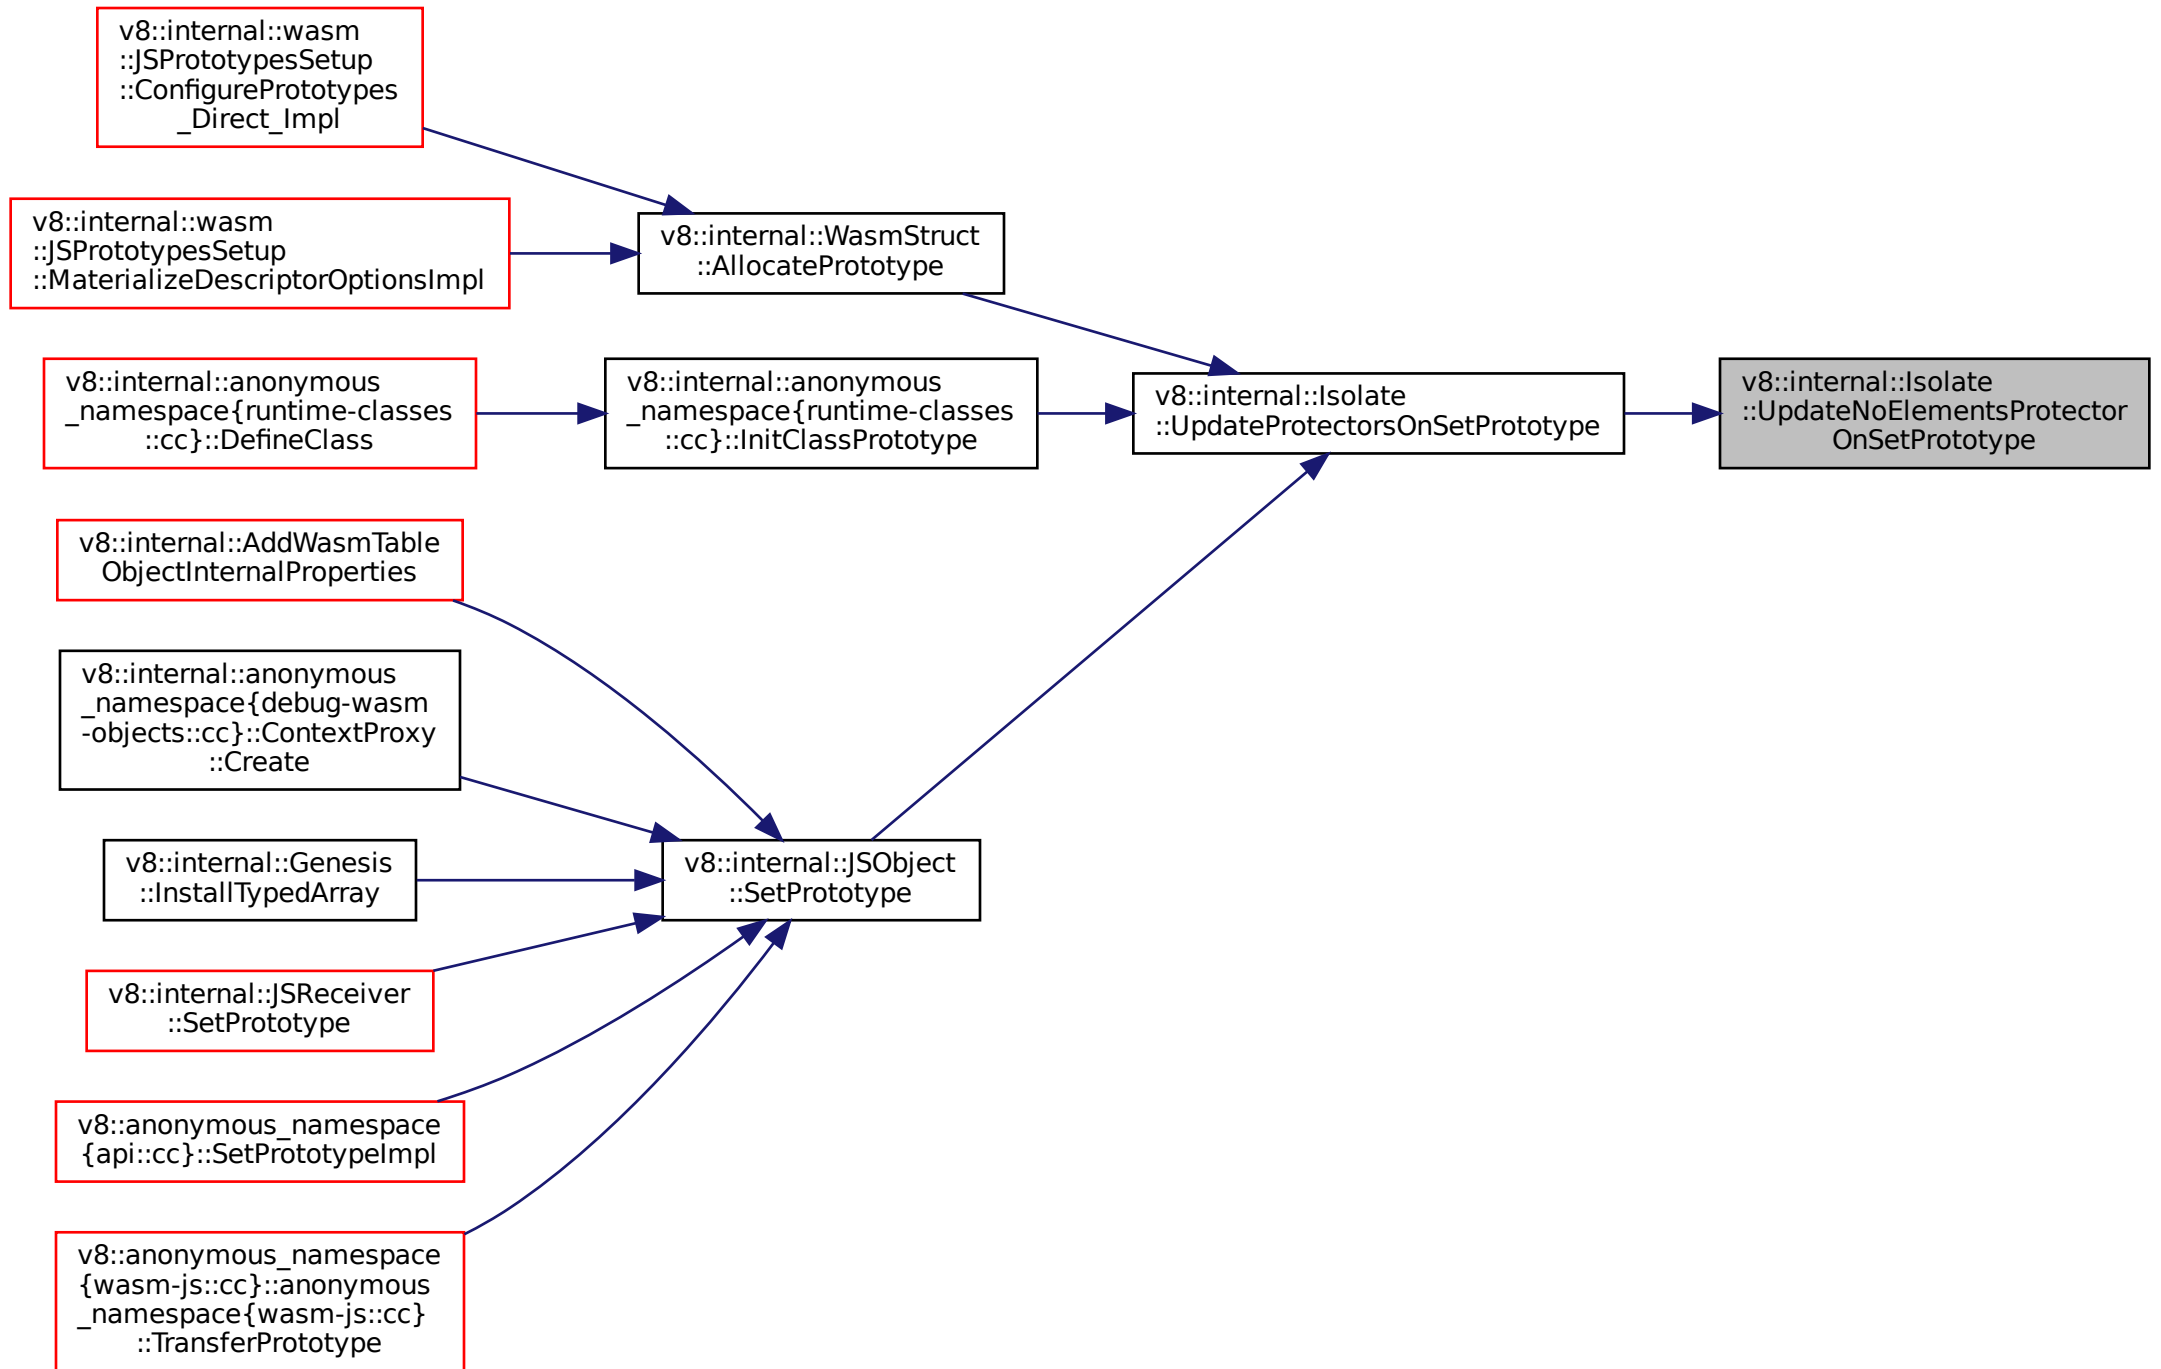 v8::internal::wasm
::JSPrototypesSetup
::ConfigurePrototypes
_Direct_Impl
v8::internal::wasm
::JSPrototypesSetup
::MaterializeDescriptorOptionsImpl
v8::internal::WasmStruct
::AllocatePrototype
v8::internal::anonymous
_namespace{runtime-classes
::cc}::DefineClass
v8::internal::anonymous
_namespace{runtime-classes
::cc}::InitClassPrototype
v8::internal::Isolate
::UpdateProtectorsOnSetPrototype
v8::internal::Isolate
::UpdateNoElementsProtector
OnSetPrototype
v8::internal::AddWasmTable
ObjectInternalProperties
v8::internal::anonymous
_namespace{debug-wasm
-objects::cc}::ContextProxy
::Create
v8::internal::Genesis
::InstallTypedArray
v8::internal::JSObject
::SetPrototype
v8::internal::JSReceiver
::SetPrototype
v8::anonymous_namespace
{api::cc}::SetPrototypeImpl
v8::anonymous_namespace
{wasm-js::cc}::anonymous
_namespace{wasm-js::cc}
::TransferPrototype